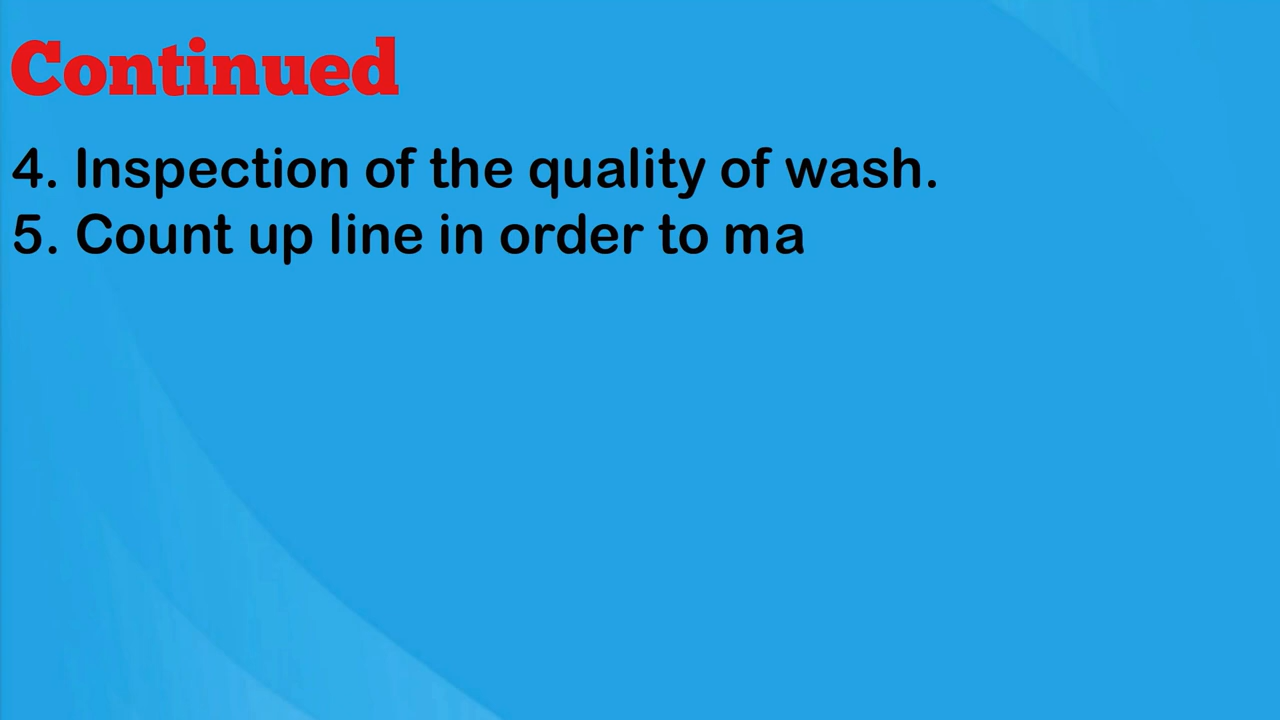 Continued
4. Inspection of the quality of wash.
5. Count up line in order to ma